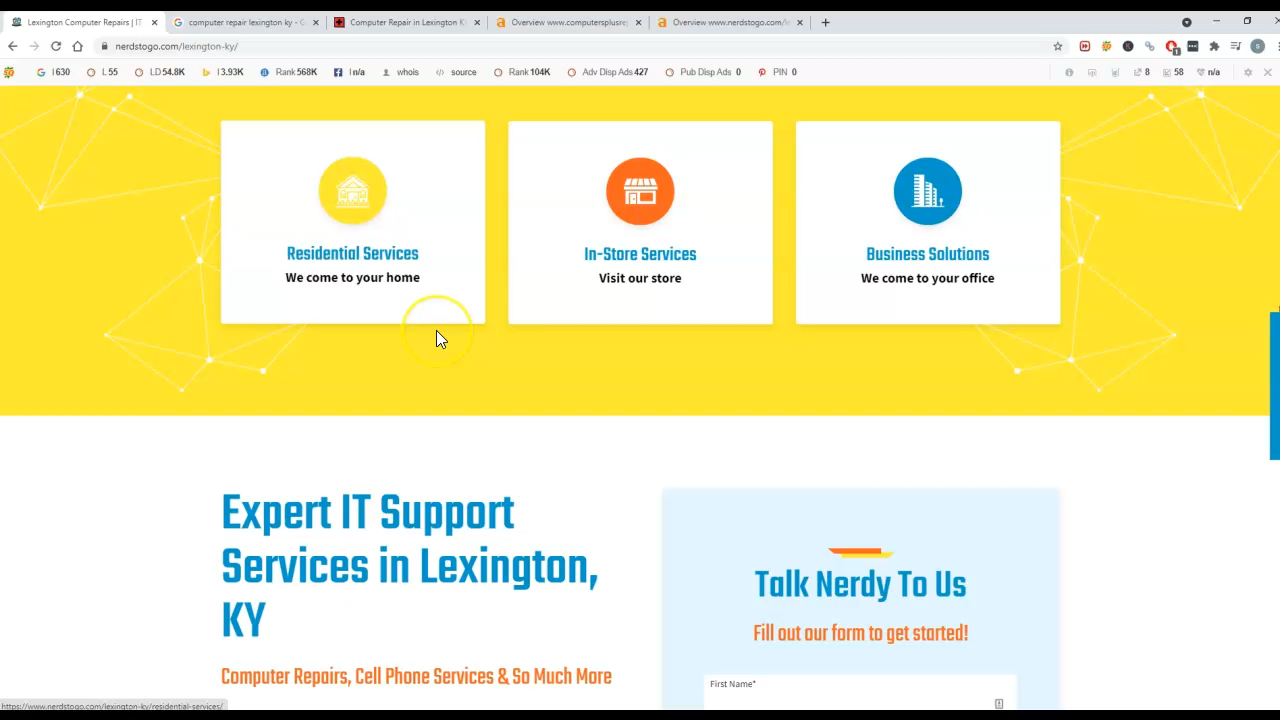 Lexington Computer Repairs | IT
computer repair lexington ky - G
Computer Repair in Lexington K
Overview www.computersplusrep
Overview www.nerdstogo.com/le
nerdstogo.com/lexington-ky/
I 630
L 55
LD 54.8K
I 3.93K
Rank 568K
I n/a
whois
source
Rank 104K
Adv Disp Ads 427
Pub Disp Ads 0
PIN 0
8
58
n/a
Residential Services
We come to your home
In-Store Services
Visit our store
Business Solutions
We come to your office
Expert IT Support
Services in Lexington,
KY
Computer Repairs, Cell Phone Services & So Much More
Talk Nerdy To Us
Fill out our form to get started!
First Name*
https://www.nerdstogo.com/lexington-ky/residential-services/